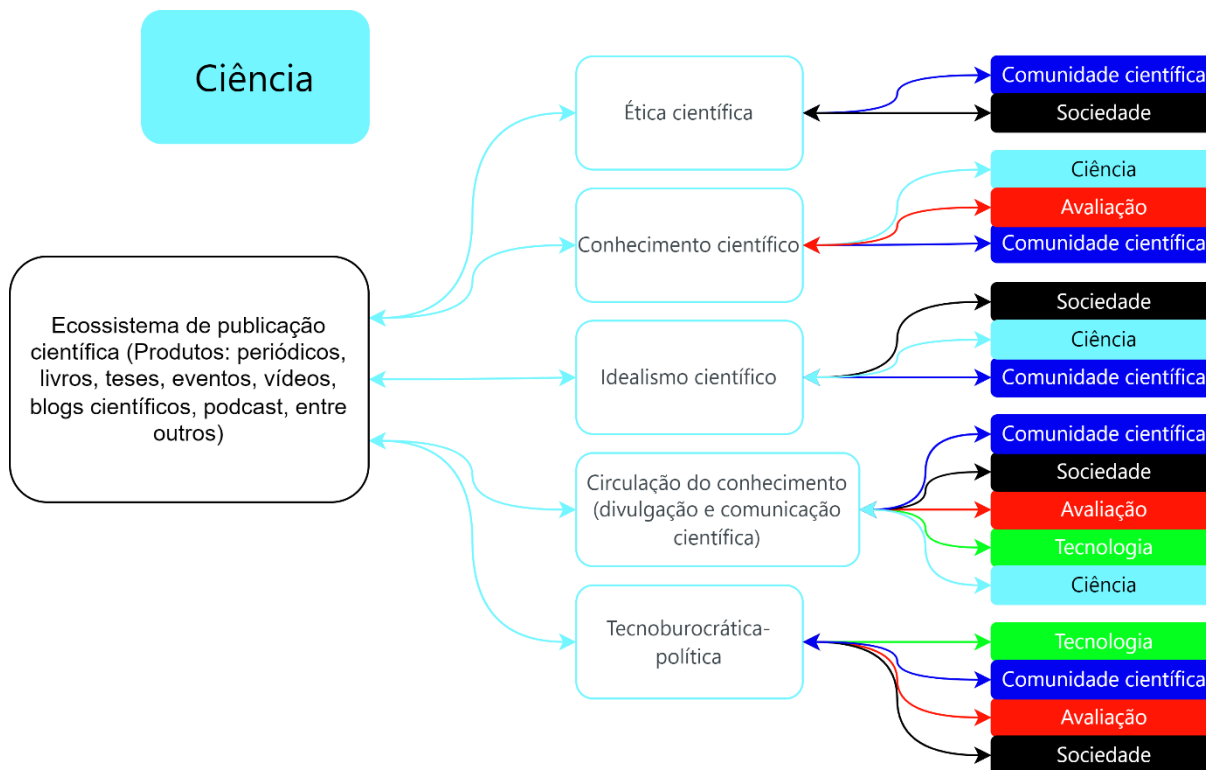 Ciência
Ecossistema de publicação
científica (Produtos: periódicos,
livros, teses, eventos, vídeos,
blogs científicos, podcast, entre
outros)
Ética científica
Comunidade científica
Sociedade
Conhecimento científico
Ciência
Avaliação
Comunidade científica
Idealismo científico
Sociedade
Ciência
Comunidade científica
Circulação do conhecimento
(divulgação e comunicação
científica)
Comunidade científica
Sociedade
Avaliação
Tecnologia
Ciência
Tecnoburocrática-
política
Tecnologia
Comunidade científica
Avaliação
Sociedade